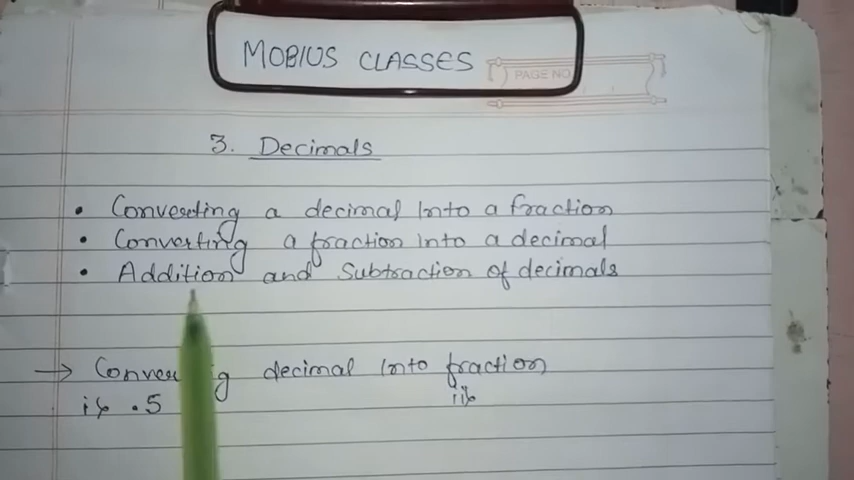 MOBIUS CLASSES
PAGE NO
3. Decimals
• Converting a decimal Into a fraction
• Converting a fraction into a decimal
• Addition and Subtraction of decimals
→ decimal Into fraction
i% .5 ii%